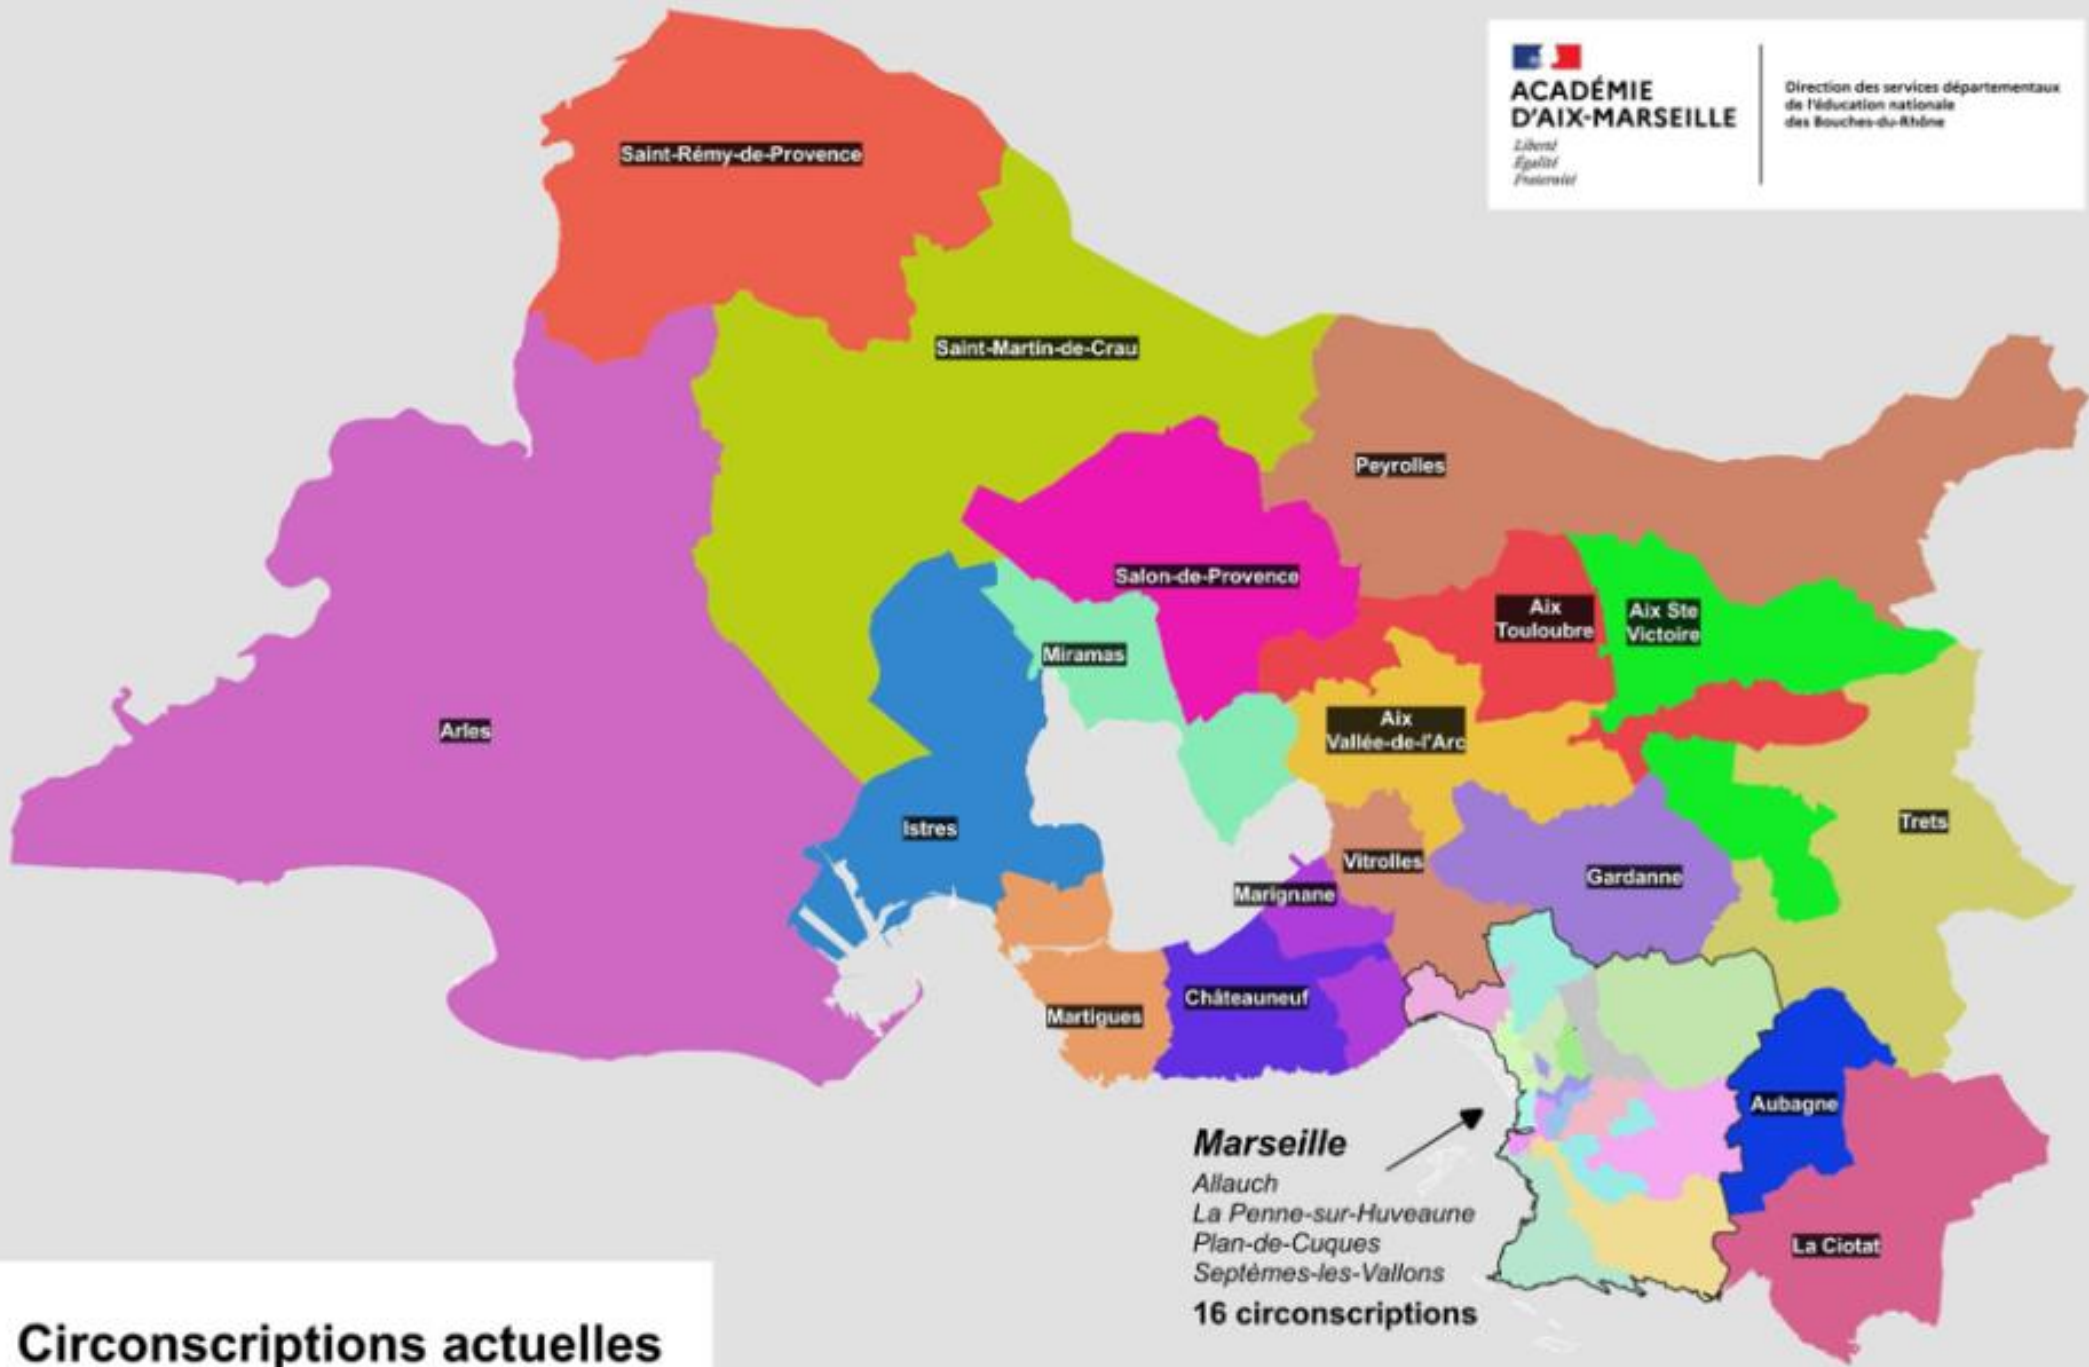 ACADÉMIE
D'AIX-MARSEILLE
Liberté
Égalité
Fraternité
Direction des services départementaux
de l'éducation nationale
des Bouches-du-Rhône
Saint-Rémy-de-Provence
Saint-Martin-de-Crau
Peyrolles
Salon-de-Provence
Aix
Touloubre
Aix Ste
Victoire
Miramas
Arles
Aix
Vallée-de-l'Arc
Istres
Trets
Vitrolles
Gardanne
Marignane
Châteauneuf
Martigues
Aubagne
La Ciotat
Marseille
Allauch
La Penne-sur-Huveaune
Plan-de-Cuques
Septèmes-les-Vallons
16 circonscriptions
Circonscriptions actuelles